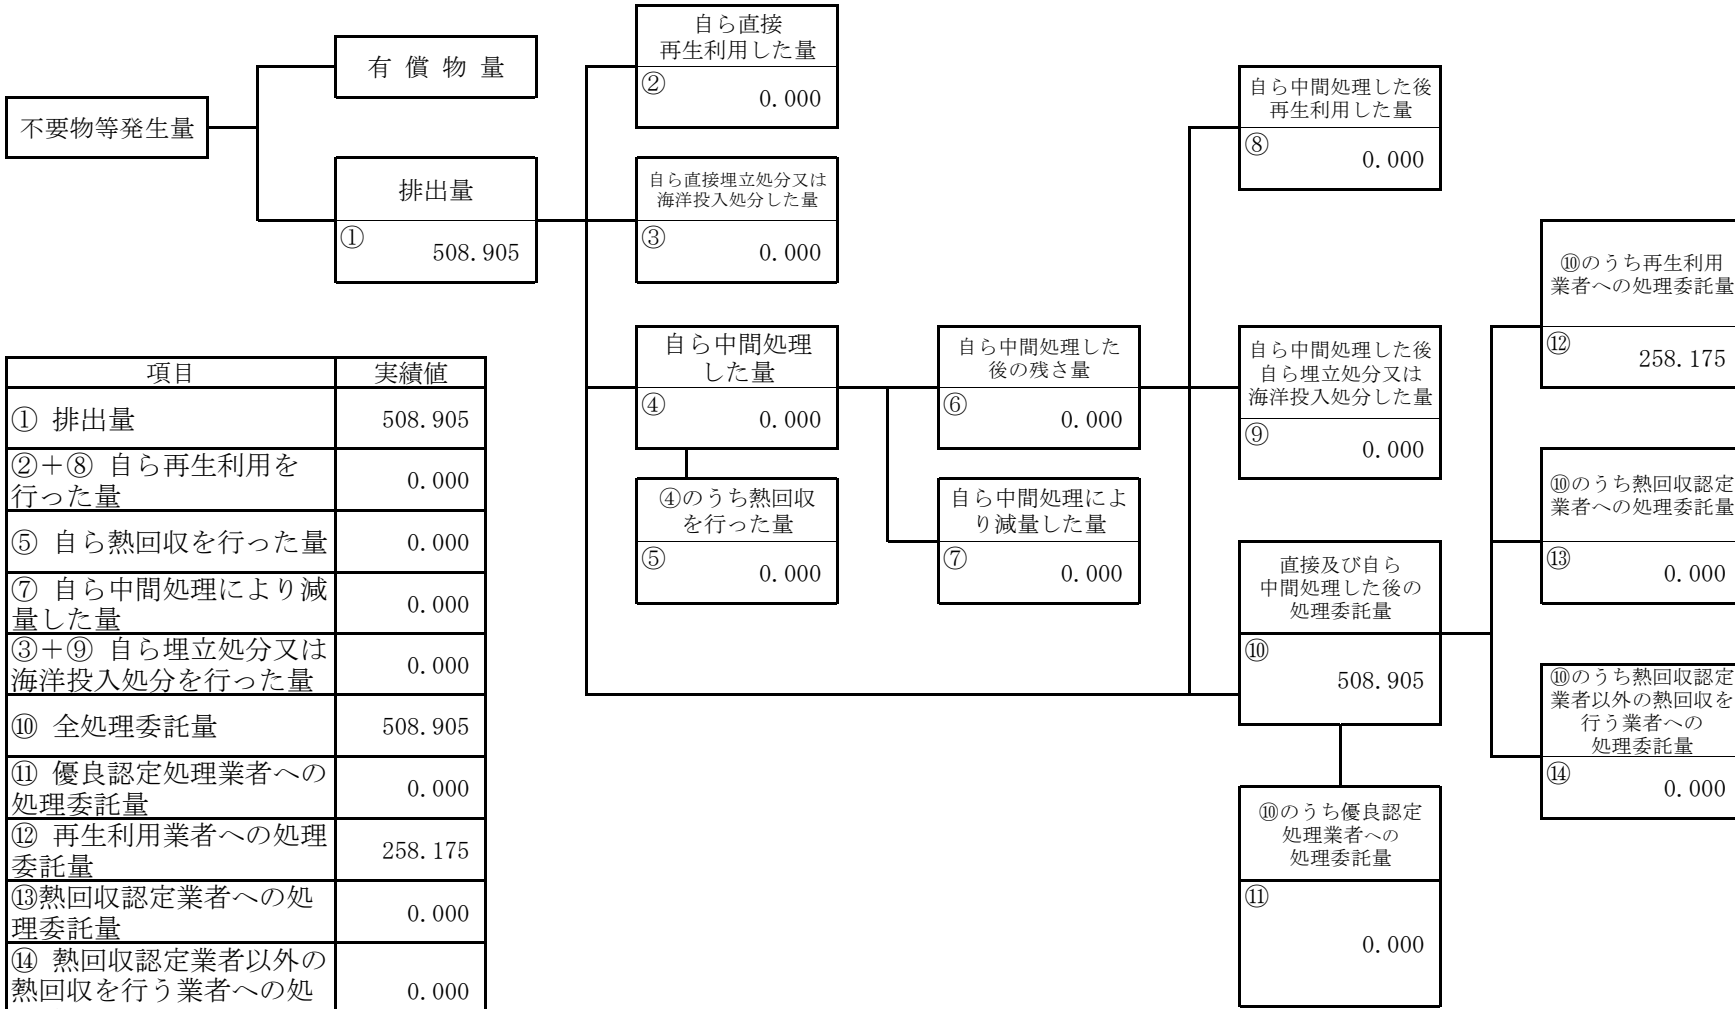 不要物等発生量
有 償 物 量
排出量
①
508.905
自ら直接
再生利用した量
②
0.000
自ら直接埋立処分又は
海洋投入処分した量
③
0.000
自ら中間処理
した量
④
0.000
④のうち熱回収
を行った量
⑤
0.000
自ら中間処理した
後の残さ量
⑥
0.000
自ら中間処理によ
り減量した量
⑦
0.000
自ら中間処理した後
再生利用した量
⑧
0.000
自ら中間処理した後
自ら埋立処分又は
海洋投入処分した量
⑨
0.000
直接及び自ら
中間処理した後の
処理委託量
⑩
508.905
⑩のうち優良認定
処理業者への
処理委託量
⑪
0.000
⑩のうち再生利用
業者への処理委託量
⑫
258.175
⑩のうち熱回収認定
業者への処理委託量
⑬
0.000
⑩のうち熱回収認定
業者以外の熱回収を
行う業者への
処理委託量
⑭
0.000
項目 実績値
① 排出量 508.905
②＋⑧ 自ら再生利用を
行った量 0.000
⑤ 自ら熱回収を行った量 0.000
⑦ 自ら中間処理により減
量した量 0.000
③＋⑨ 自ら埋立処分又は
海洋投入処分を行った量 0.000
⑩ 全処理委託量 508.905
⑪ 優良認定処理業者への
処理委託量 0.000
⑫ 再生利用業者への処理
委託量 258.175
⑬熱回収認定業者への処
理委託量 0.000
⑭ 熱回収認定業者以外の
熱回収を行う業者への処 0.000